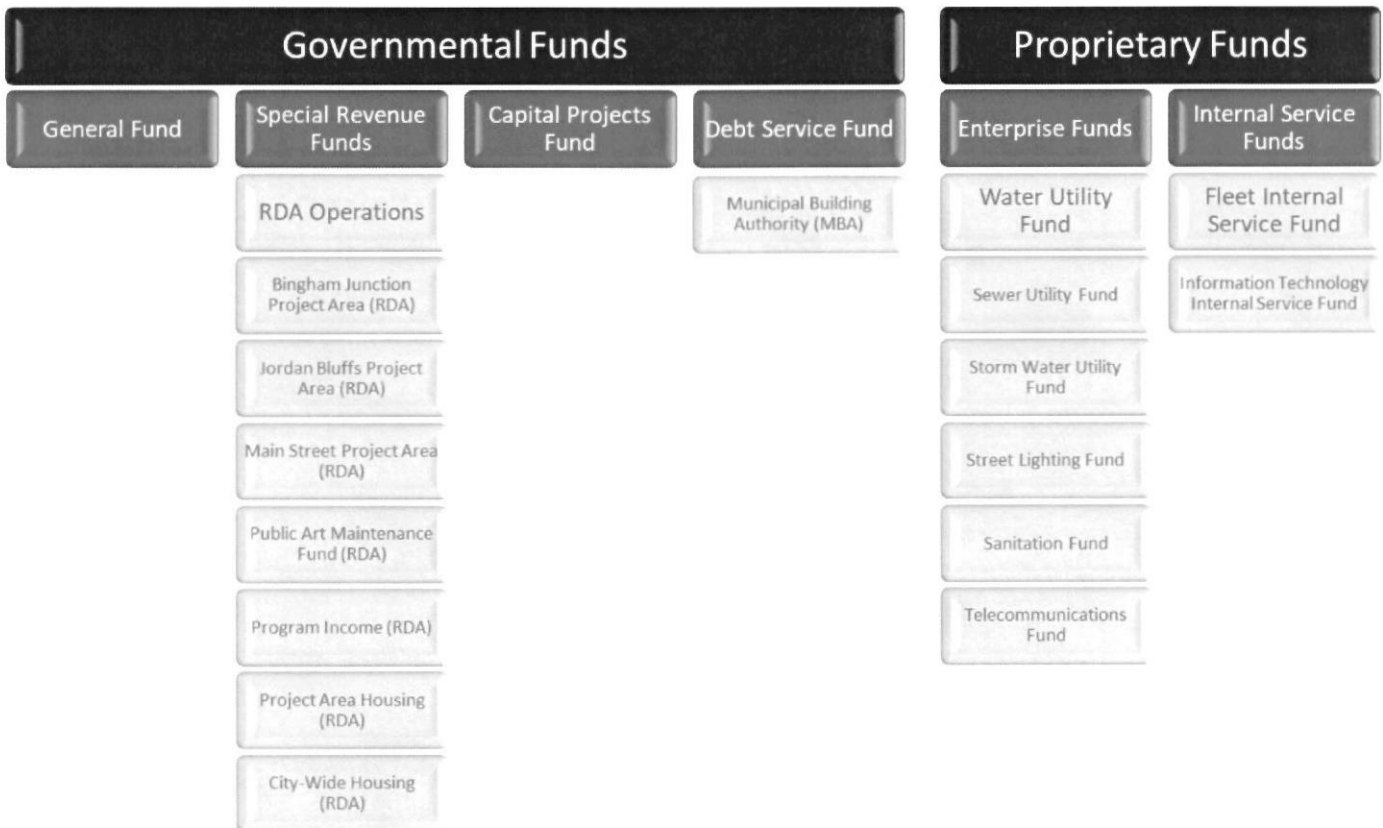 Governmental Funds
Proprietary Funds
General Fund
Special Revenue
Funds
Capital Projects
Fund
Debt Service Fund
Enterprise Funds
Internal Service
Funds
RDA Operations
Bingham Junction
Project Area (RDA)
Jordan Bluffs Project
Area (RDA)
Main Street Project Area
(RDA)
Public Art Maintenance
Fund (RDA)
Program Income (RDA)
Project Area Housing
(RDA)
City-Wide Housing
(RDA)
Municipal Building
Authority (MBA)
Water Utility
Fund
Sewer Utility Fund
Storm Water Utility
Fund
Street Lighting Fund
Sanitation Fund
Telecommunications
Fund
Fleet Internal
Service Fund
Information Technology
Internal Service Fund